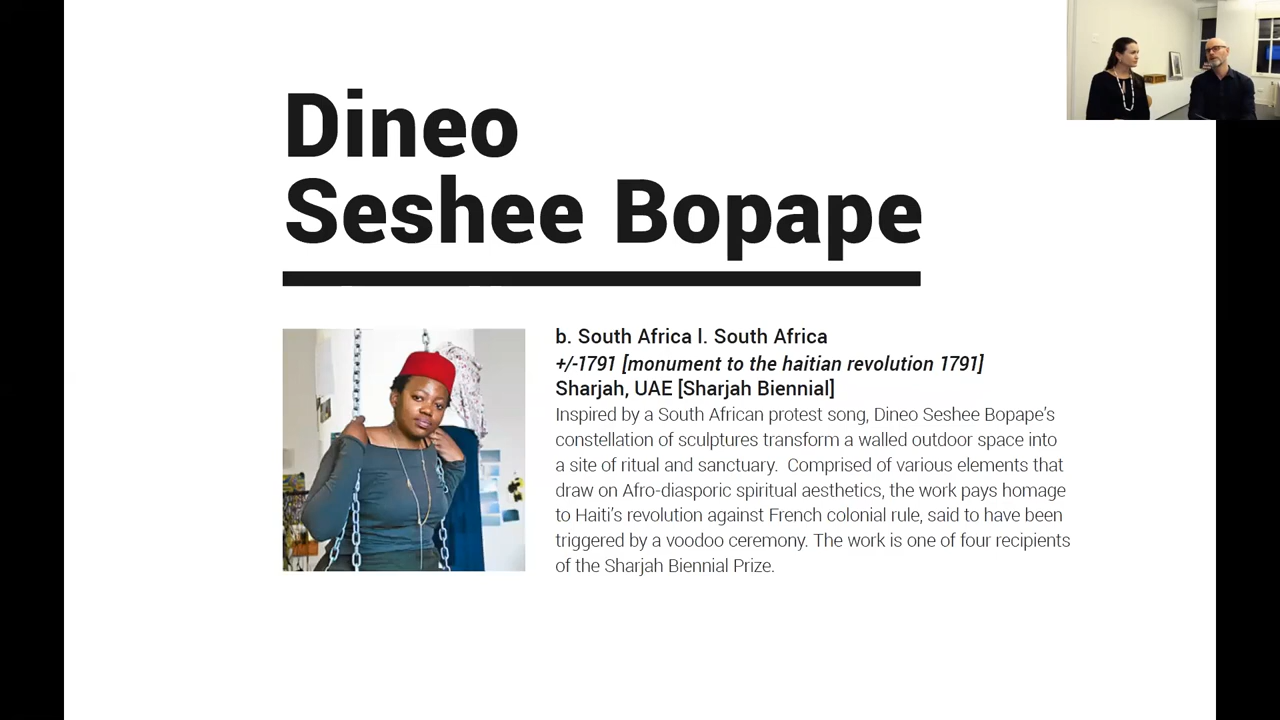 Dineo
Seshee Bopape
b. South Africa l. South Africa
+/-1791 [monument to the haitian revolution 1791]
Sharjah, UAE [Sharjah Biennial]
Inspired by a South African protest song, Dineo Seshee Bopape's
constellation of sculptures transform a walled outdoor space into
a site of ritual and sanctuary.  Comprised of various elements that
draw on Afro-diasporic spiritual aesthetics, the work pays homage
to Haiti's revolution against French colonial rule, said to have been
triggered by a voodoo ceremony. The work is one of four recipients
of the Sharjah Biennial Prize.